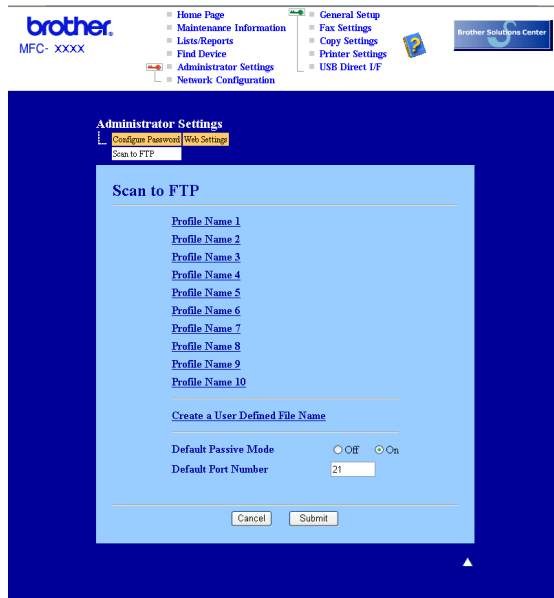 brother.
MFC- XXXX
Home Page
Maintenance Information
Lists/Reports
Find Device
Administrator Settings
Network Configuration
General Setup
Fax Settings
Copy Settings
Printer Settings
USB Direct I/F
Brother Solutions Center
Administrator Settings
Configure Password Web Settings
Scan to FTP
Scan to FTP
Profile Name 1
Profile Name 2
Profile Name 3
Profile Name 4
Profile Name 5
Profile Name 6
Profile Name 7
Profile Name 8
Profile Name 9
Profile Name 10
Create a User Defined File Name
Default Passive Mode Off On
Default Port Number 21
Cancel Submit